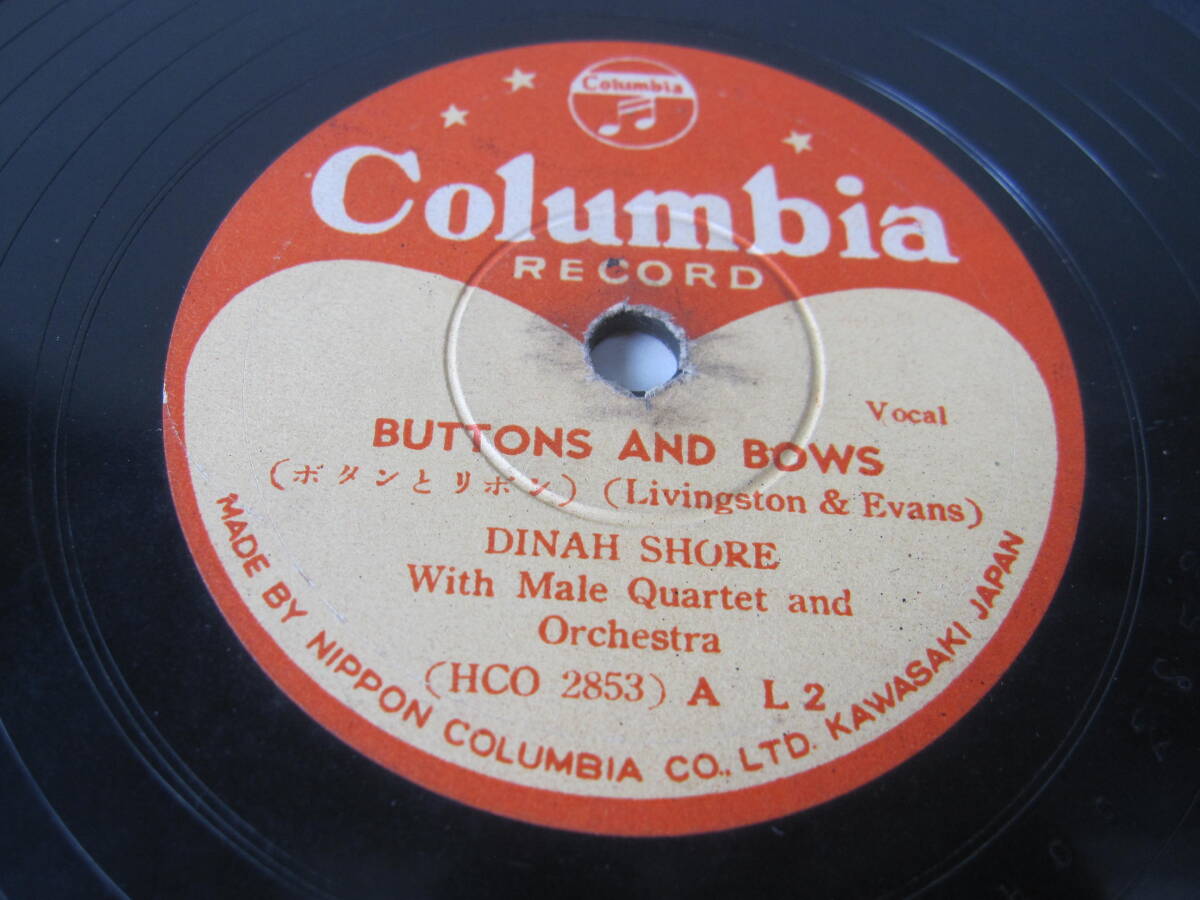 Columbia
Columbia
RECORD
Vocal
BUTTONS AND BOWS
(ボタンとリボン) (Livingston & Evans)
DINAH SHORE
With Male Quartet and
Orchestra
(HCO 2853) A L2
MADE BY NIPPON COLUMBIA CO., LTD. KAWASAKI JAPAN